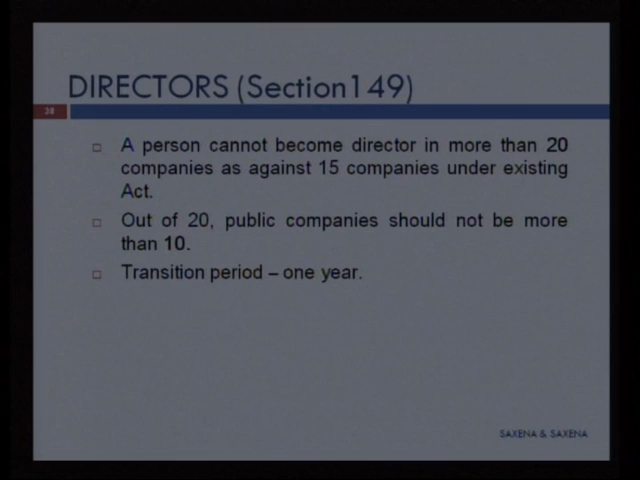 DIRECTORS (Section149)
38
A person cannot become director in more than 20
companies as against 15 companies under existing
Act.
Out of 20, public companies should not be more
than 10.
Transition period – one year.
SAXENA & SAXENA